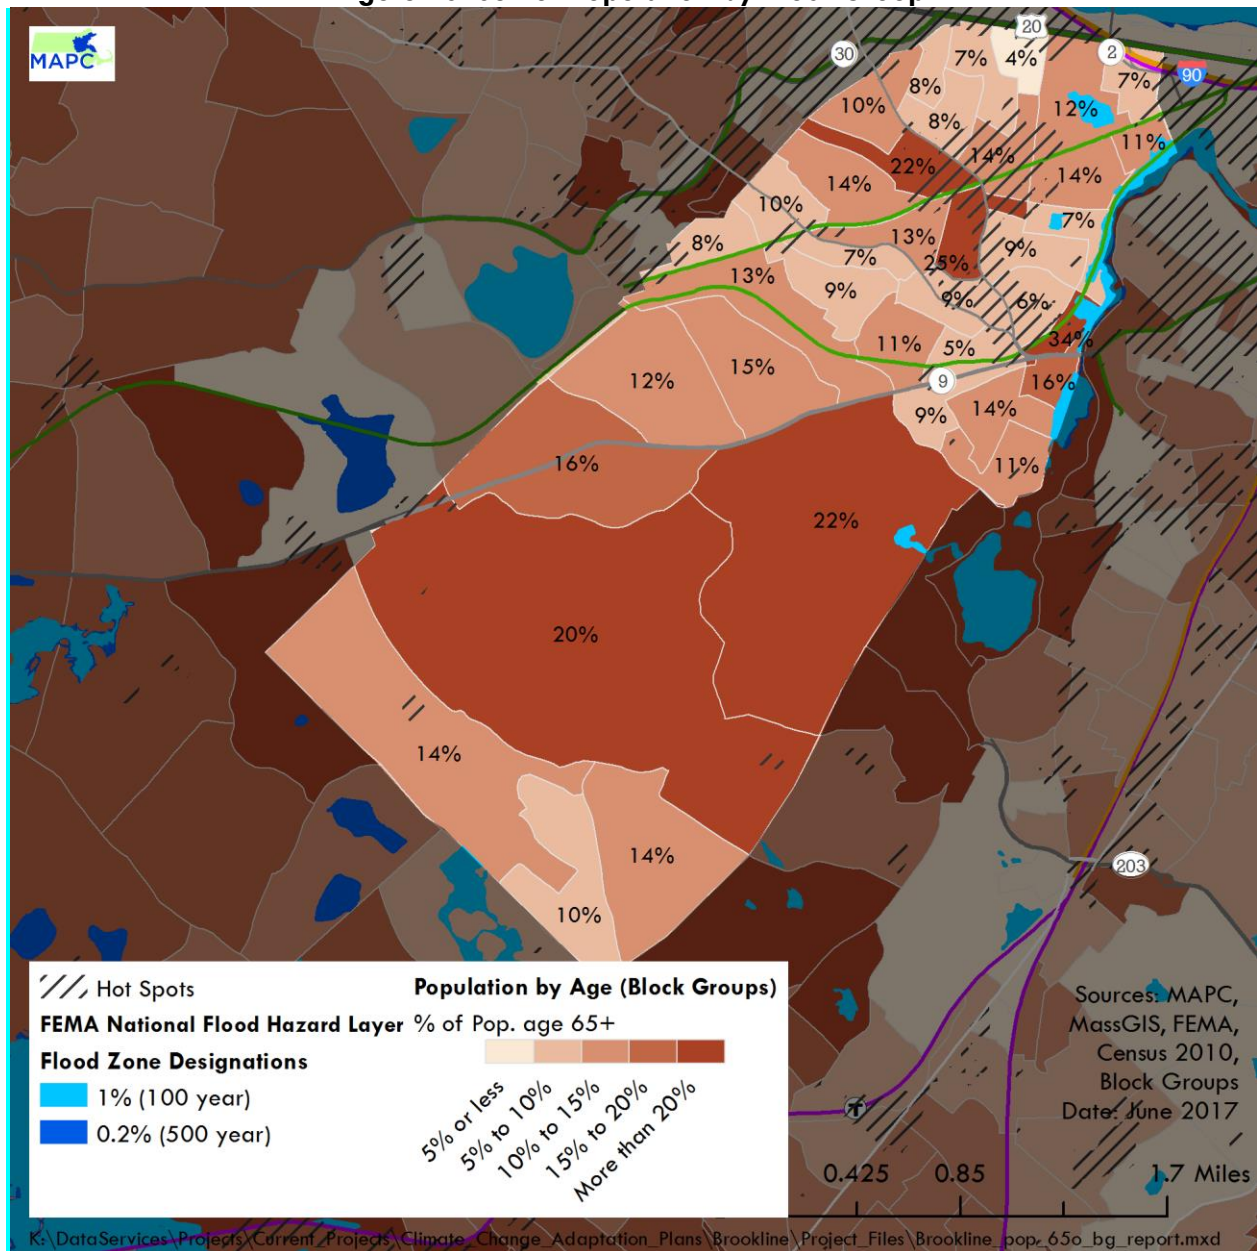 MAPC
20
2
30
90
7%
4%
7%
8%
10%
12%
8%
11%
14%
22%
14%
14%
10%
7%
13%
9%
8%
7%
25%
13%
9%
9%
6%
34%
11%
5%
15%
12%
9
16%
9%
14%
16%
11%
22%
20%
14%
14%
203
10%
Hot Spots
FEMA National Flood Hazard Layer
Flood Zone Designations
1% (100 year)
0.2% (500 year)
Population by Age (Block Groups)
% of Pop. age 65+
5% or less
5% to 10%
10% to 15%
15% to 20%
More than 20%
Sources: MAPC,
MassGIS, FEMA,
Census 2010,
Block Groups
Date: June 2017
T
0.425 0.85 1.7 Miles
K:\DataServices\Projects\Current_Projects\Climate_Change_Adaptation_Plans\Brookline\Project_Files\Brookline_pop_65o_bg_report.mxd